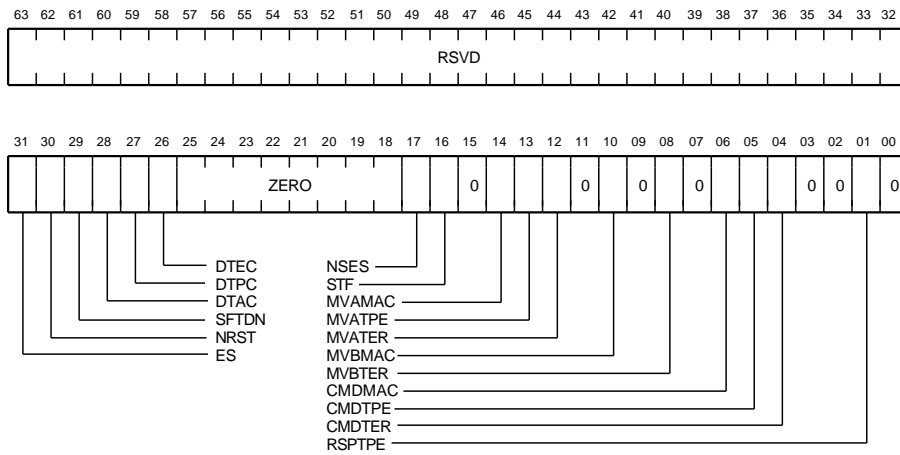 63 62 61 60 59 58 57 56 55 54 53 52 51 50 49 48 47 46 45 44 43 42 41 40 39 38 37 36 35 34 33 32
RSVD
31 30 29 28 27 26 25 24 23 22 21 20 19 18 17 16 15 14 13 12 11 10 09 08 07 06 05 04 03 02 01 00
ZERO 0 0 0 0 0 0 0
DTEC NSES
DTPC STF
DTAC MVAMAC
SFTDN MVATPE
NRST MVATER
ES MVBMAC
MVBTER
CMDMAC
CMDTPE
CMDTER
RSPTPE